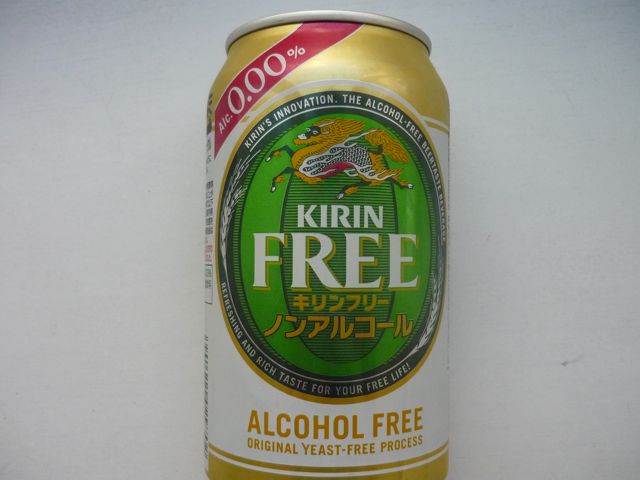 ALC. 0.00%
KIRIN'S INNOVATION. THE ALCOHOL-FREE BEERTASTE BEVERAGE
KIRIN
FREE
キリンフリー
ノンアルコール
REFRESHING AND RICH TASTE FOR YOUR FREE LIFE!
ALCOHOL FREE
ORIGINAL YEAST-FREE PROCESS